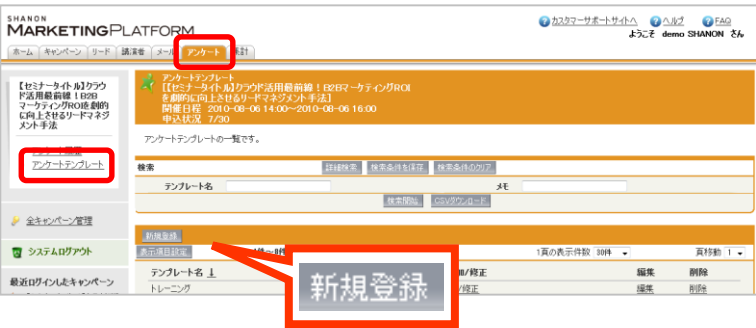 SHANON
MARKETINGPLATFORM
カスタマーサポートサイトへ ヘルプ FAQ
ようこそ demo SHANON さん
ホーム キャンペーン リード 講演者 メール アンケート 集計
【セミナータイトル】クラウ
ド活用最前線！B2B
マーケティングROIを劇的
に向上させるリードマネジ
メント手法
アンケートテンプレート
全キャンペーン管理
システムログアウト
最近ログインしたキャンペーン
アンケートテンプレート
【【セミナータイトル】クラウド活用最前線！B2BマーケティングROI
を劇的に向上させるリードマネジメント手法】
開催日程 2010-08-06 14:00～2010-08-06 16:00
申込状況 7/30
アンケートテンプレートの一覧です。
検索 詳細検索 検索条件を保存 検索条件のクリア
テンプレート名 メモ
検索開始 CSVダウンロード
新規登録
表示項目設定 1頁の表示件数 30件 頁移動 1
テンプレート名 /修正 編集 削除
トレーニング /修正 編集 削除
新規登録